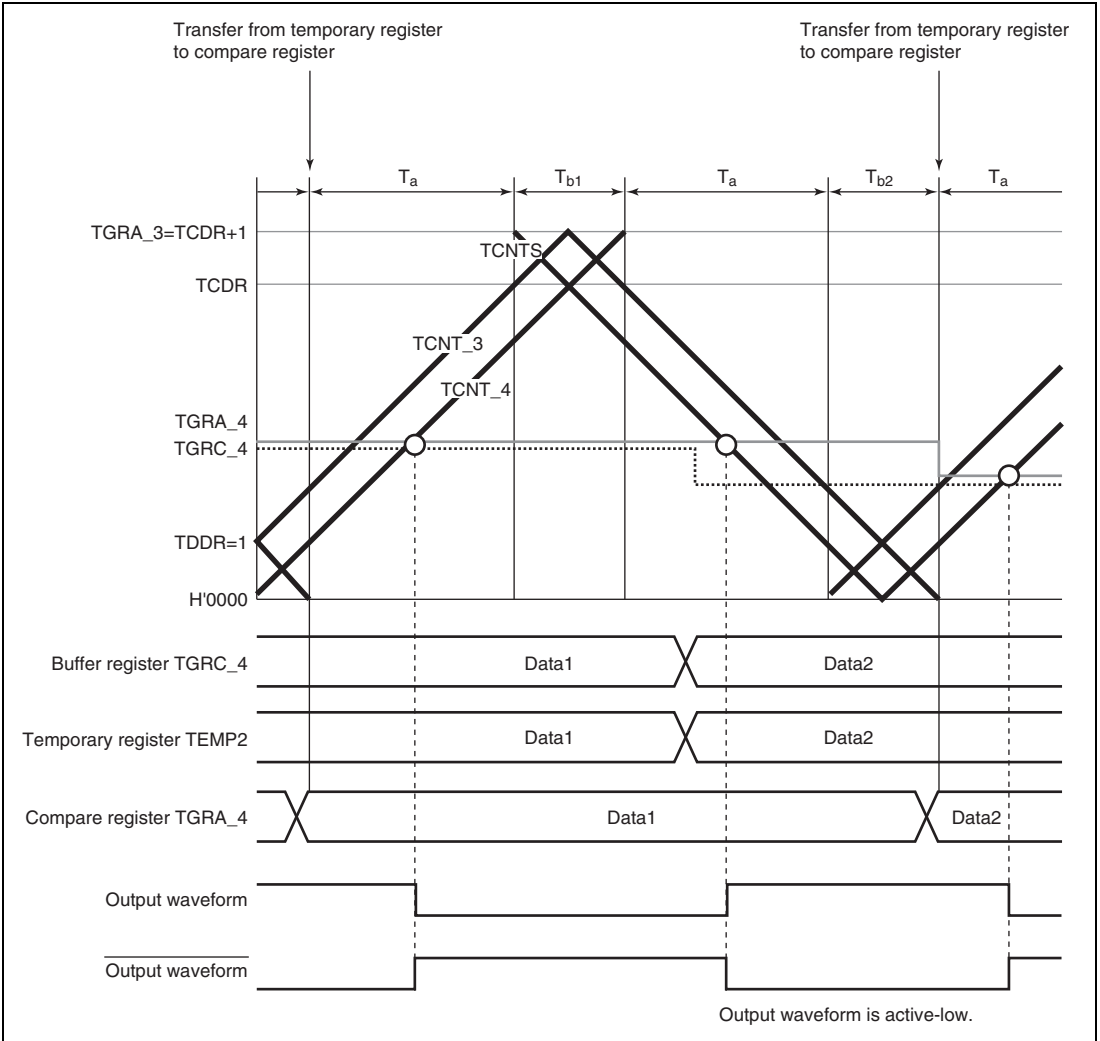 Transfer from temporary register
to compare register
Transfer from temporary register
to compare register
Ta Tb1 Ta Tb2 Ta
TGRA_3=TCDR+1
TCNTS
TCDR
TCNT_3
TCNT_4
TGRA_4
TGRC_4
TDDR=1
H'0000
Buffer register TGRC_4 Data1 Data2
Temporary register TEMP2 Data1 Data2
Compare register TGRA_4 Data1 Data2
Output waveform
Output waveform
Output waveform is active-low.